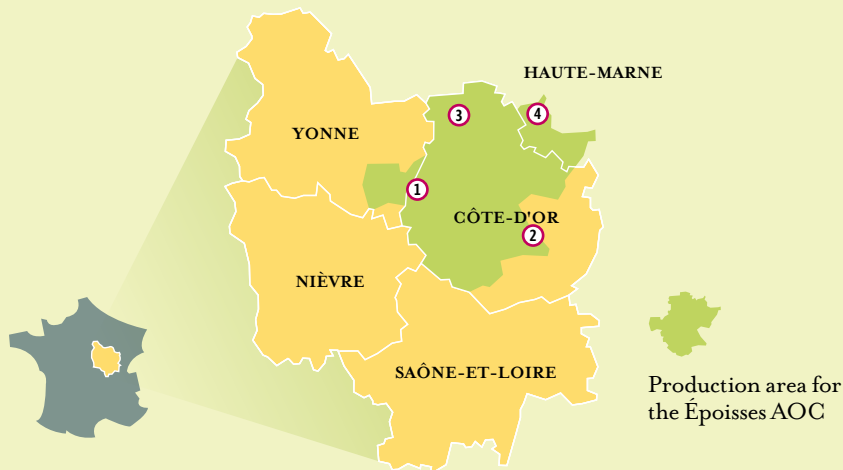 HAUTE-MARNE
3
4
YONNE
1
CÔTE-D'OR
2
NIÈVRE
SAÔNE-ET-LOIRE
Production area for
the Époisses AOC